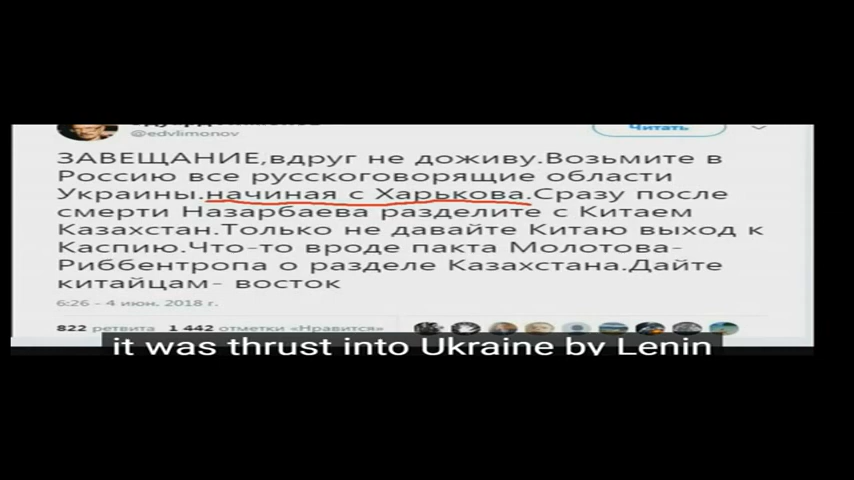 @edvlimonov
Читать
ЗАВЕЩАНИЕ,вдруг не доживу.Возьмите в
Россию все русскоговорящие области
Украины.начиная с Харькова.Сразу после
смерти Назарбаева разделите с Китаем
Казахстан.Только не давайте Китаю выход к
Каспию.Что-то вроде пакта Молотова-
Риббентропа о разделе Казахстана.Дайте
китайцам- восток
6:26 - 4 июн. 2018 г.
822 ретвита 1 442 отметки «Нравится»
it was thrust into Ukraine by Lenin